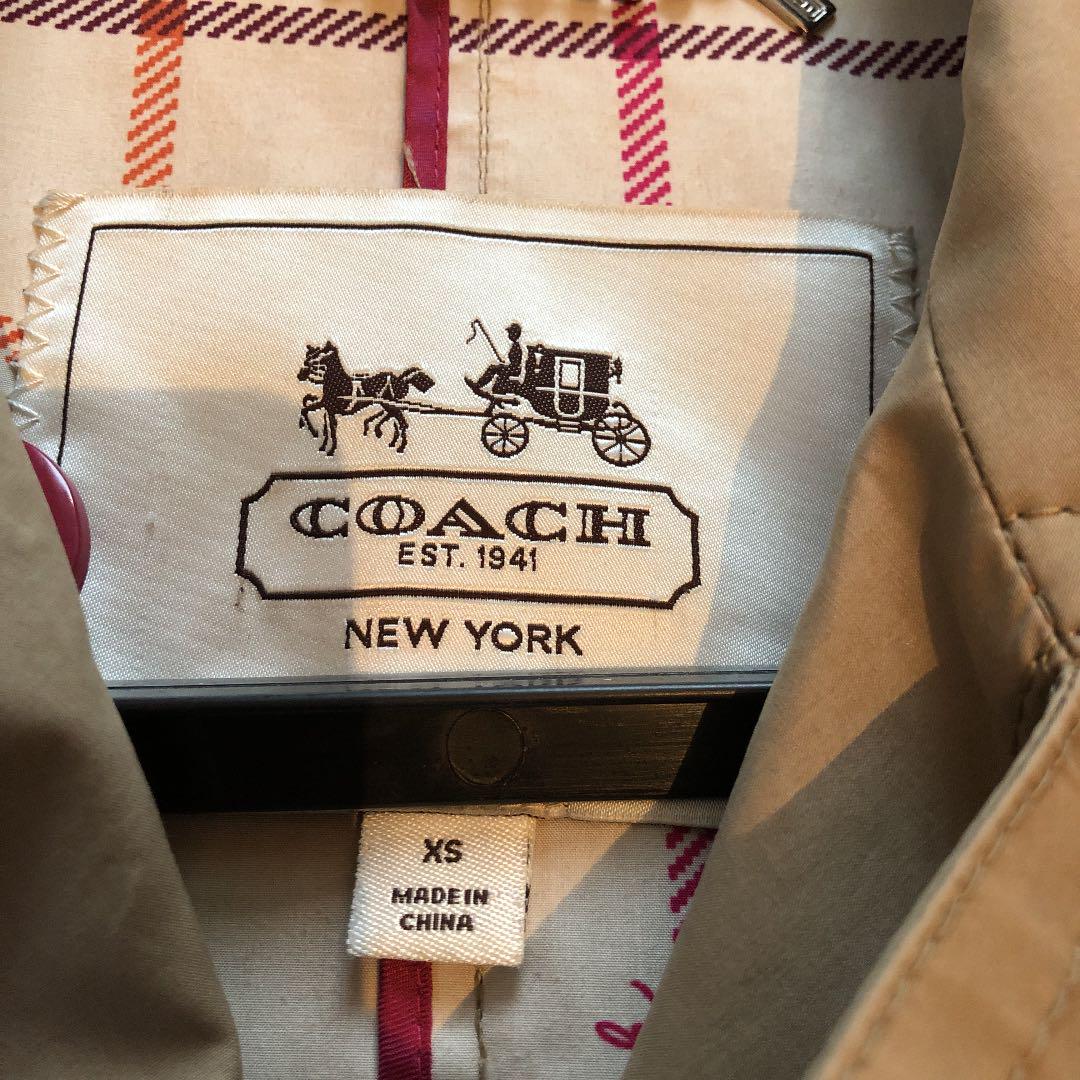 COACH
EST. 1941
NEW YORK
XS
MADE IN
CHINA